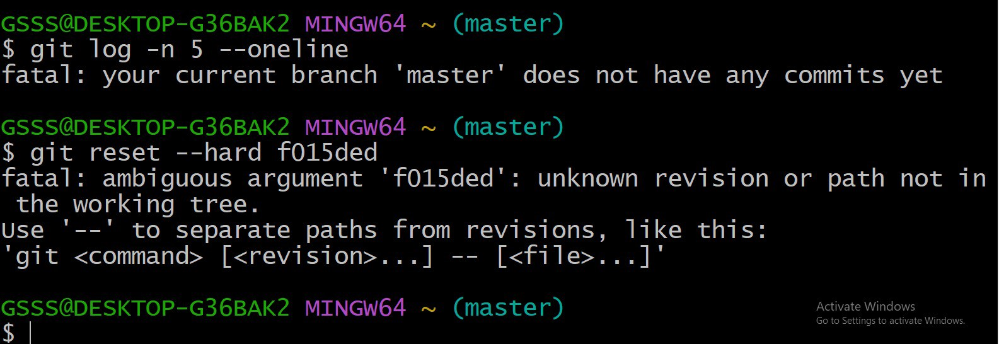 GSSS@DESKTOP-G36BAK2 MINGW64 ~ (master)
$ git log -n 5 --oneline
fatal: your current branch 'master' does not have any commits yet
GSSS@DESKTOP-G36BAK2 MINGW64 ~ (master)
$ git reset --hard f015ded
fatal: ambiguous argument 'f015ded': unknown revision or path not in
the working tree.
Use '--' to separate paths from revisions, like this:
'git <command> [<revision>...] -- [<file>...]'
GSSS@DESKTOP-G36BAK2 MINGW64 ~ (master)
$
Activate Windows
Go to Settings to activate Windows.